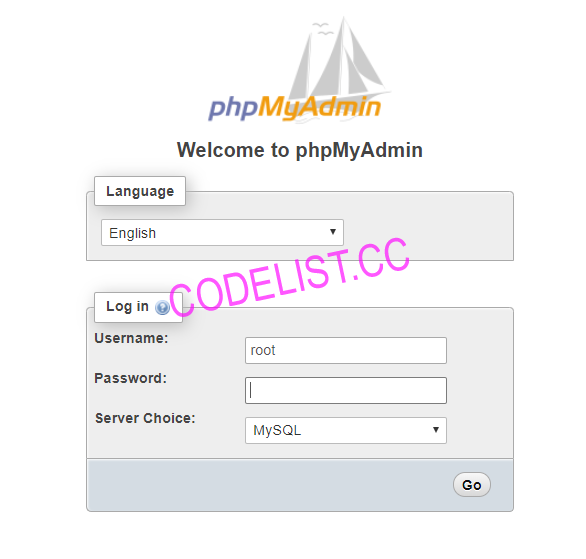 phpMyAdmin
Welcome to phpMyAdmin
Language
English
CODELIST.CC
Log in
Username:
root
Password:
Server Choice:
MySQL
Go